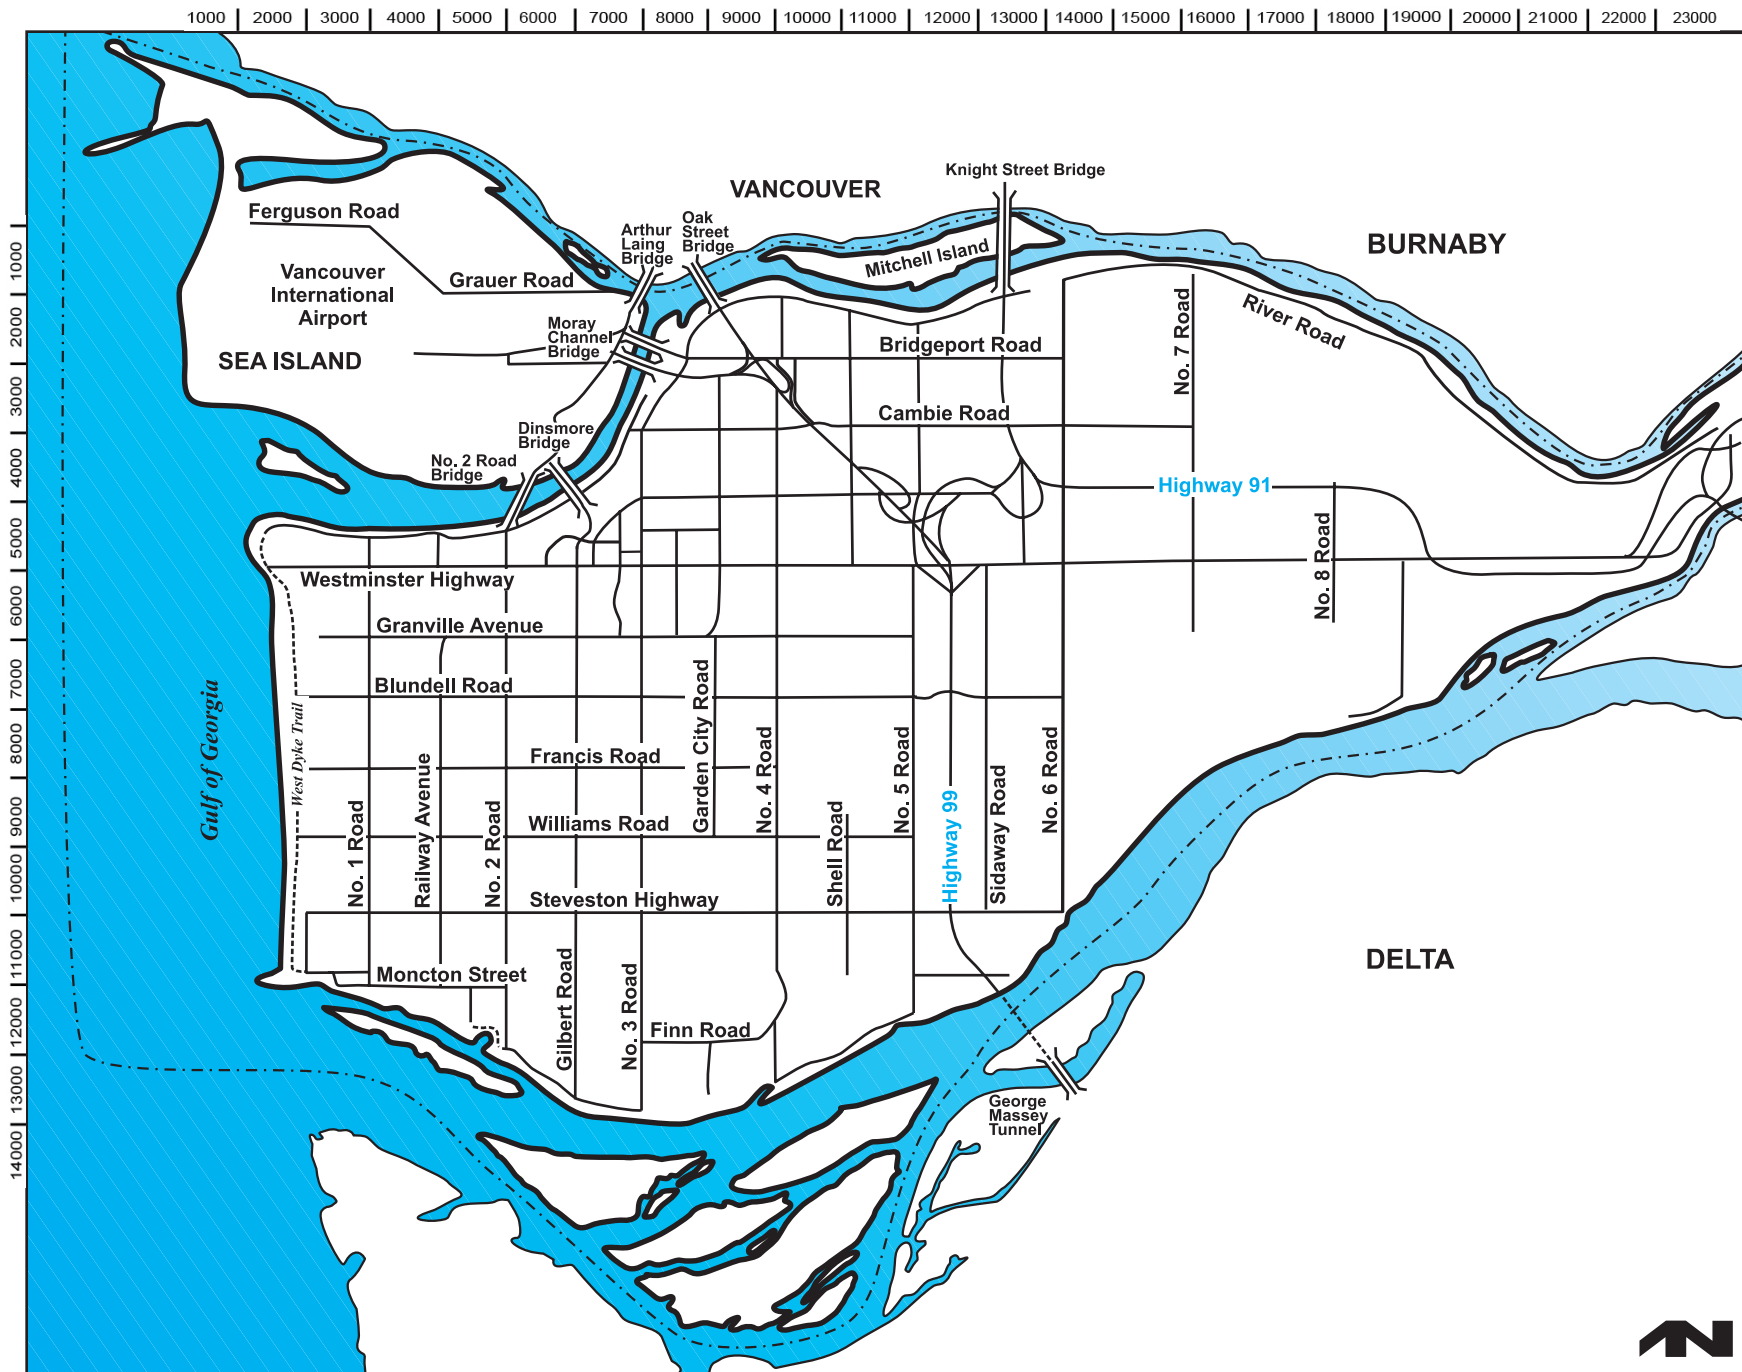 1000 2000 3000 4000 5000 6000 7000 8000 9000 10000 11000 12000 13000 14000 15000 16000 17000 18000 19000 20000 21000 22000 23000
Knight Street Bridge
VANCOUVER
Ferguson Road
Arthur
Laing
Bridge
Oak
Street
Bridge
BURNABY
Mitchell Island
Vancouver
International
Airport
Grauer Road
River Road
No. 7 Road
Moray
Channel
Bridge
SEA ISLAND
Bridgeport Road
Cambie Road
Dinsmore
Bridge
No. 2 Road
Bridge
Highway 91
No. 8 Road
Westminster Highway
Granville Avenue
Blundell Road
Gulf of Georgia
West Dyke Trail
Francis Road
Williams Road
Garden City Road
No. 4 Road
No. 5 Road
Highway 99
Sidaway Road
No. 6 Road
No. 1 Road
Railway Avenue
No. 2 Road
Shell Road
Steveston Highway
Moncton Street
Gilbert Road
No. 3 Road
Finn Road
DELTA
George
Massey
Tunnel
1000
2000
3000
4000
5000
6000
7000
8000
9000
10000
11000
12000
13000
14000
N